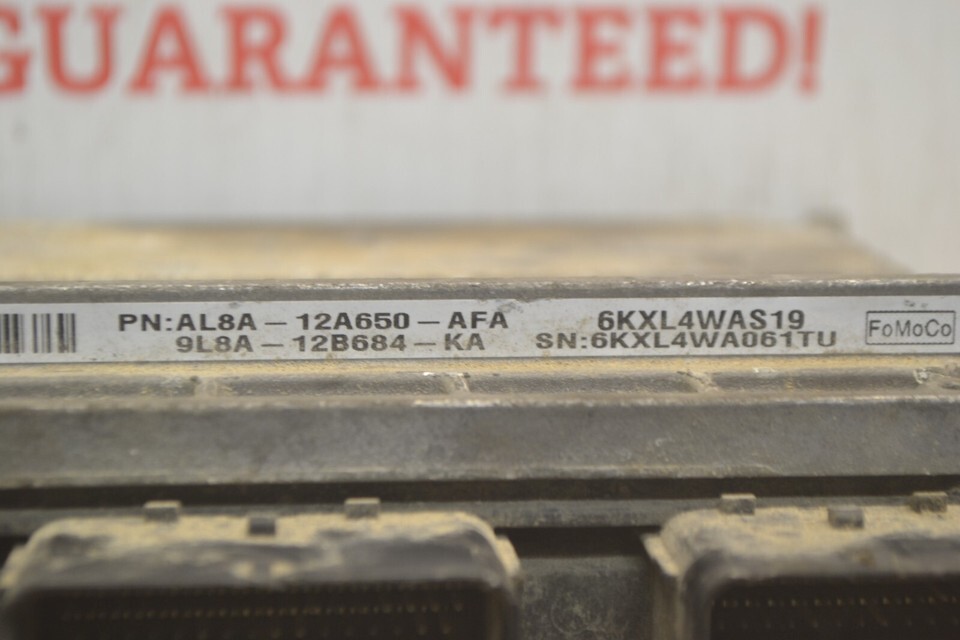 GUARANTEED!
PN:AL8A-12A650-AFA
9L8A-12B684-KA
6KXL4WAS19
SN:6KXL4WA061TU
FoMoCo